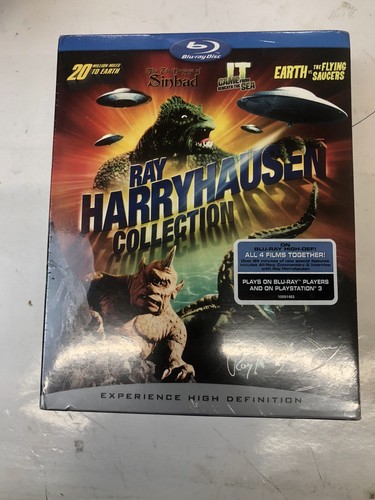 Blu-ray Disc
20 MILLION MILES
TO EARTH
The 7th Voyage of
Sinbad
IT
CAME FROM
BENEATH THE SEA
EARTH VS. THE FLYING
SAUCERS
RAY
HARRYHAUSEN
COLLECTION
ON
BLU-RAY HIGH-DEF!
ALL 4 FILMS TOGETHER!
PLAYS ON BLU-RAY PLAYERS
AND ON PLAYSTATION 3
Ray
EXPERIENCE HIGH DEFINITION